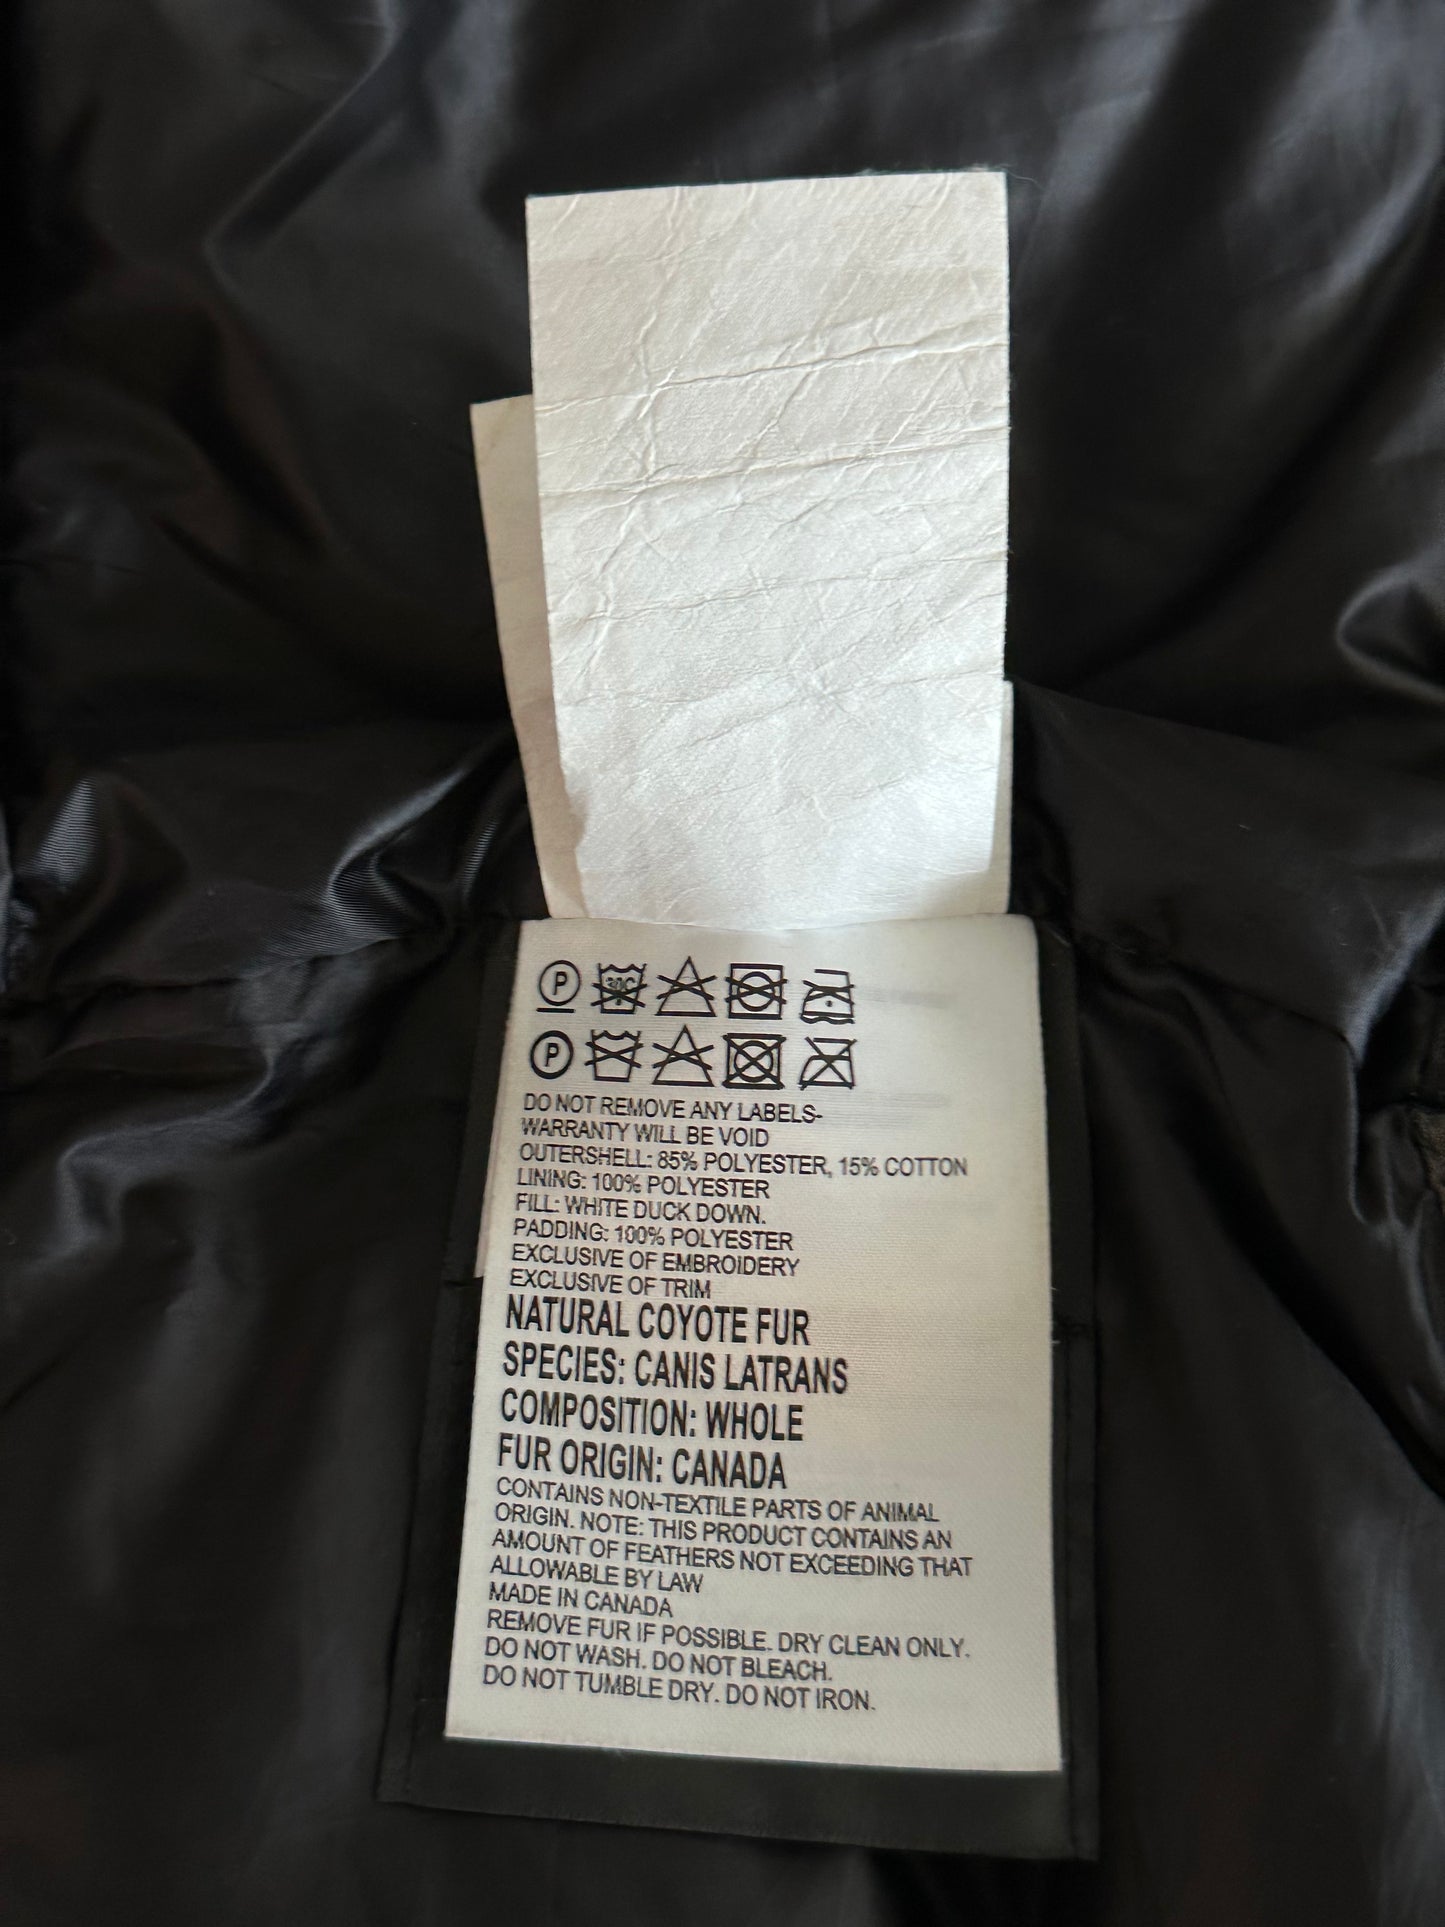 P 30C
P
DO NOT REMOVE ANY LABELS-
WARRANTY WILL BE VOID
OUTERSHELL: 85% POLYESTER, 15% COTTON
LINING: 100% POLYESTER
FILL: WHITE DUCK DOWN.
PADDING: 100% POLYESTER
EXCLUSIVE OF EMBROIDERY
EXCLUSIVE OF TRIM
NATURAL COYOTE FUR
SPECIES: CANIS LATRANS
COMPOSITION: WHOLE
FUR ORIGIN: CANADA
CONTAINS NON-TEXTILE PARTS OF ANIMAL
ORIGIN. NOTE: THIS PRODUCT CONTAINS AN
AMOUNT OF FEATHERS NOT EXCEEDING THAT
ALLOWABLE BY LAW
MADE IN CANADA
REMOVE FUR IF POSSIBLE. DRY CLEAN ONLY.
DO NOT WASH. DO NOT BLEACH.
DO NOT TUMBLE DRY. DO NOT IRON.